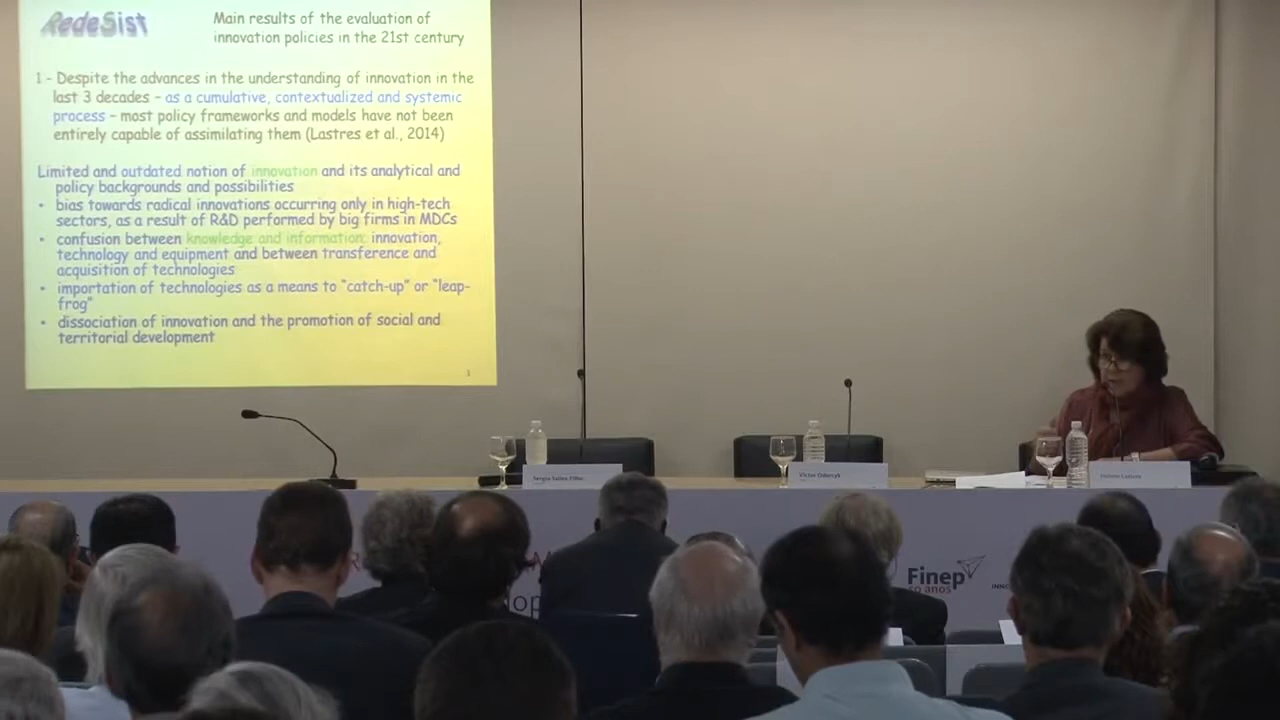 RedeSist
Main results of the evaluation of
innovation policies in the 21st century
1 - Despite the advances in the understanding of innovation in the
last 3 decades – as a cumulative, contextualized and systemic
process – most policy frameworks and models have not been
entirely capable of assimilating them (Lastres et al., 2014)
Limited and outdated notion of innovation and its analytical and
policy backgrounds and possibilities
• bias towards radical innovations occurring only in high-tech
sectors, as a result of R&D performed by big firms in MDCs
• confusion between knowledge and information; innovation,
technology and equipment and between transference and
acquisition of technologies
• importation of technologies as a means to “catch-up” or “leap-
frog”
• dissociation of innovation and the promotion of social and
territorial development
3
Finep
50 anos